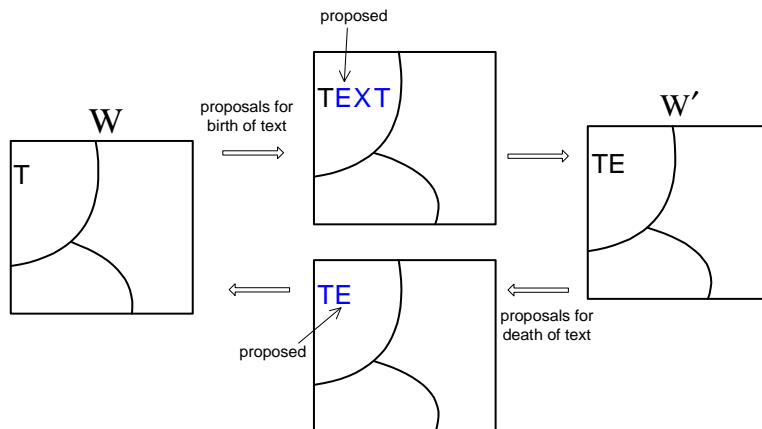 proposed
TEXT
proposals for
birth of text
W
T
W′
TE
TE
proposed
proposals for
death of text